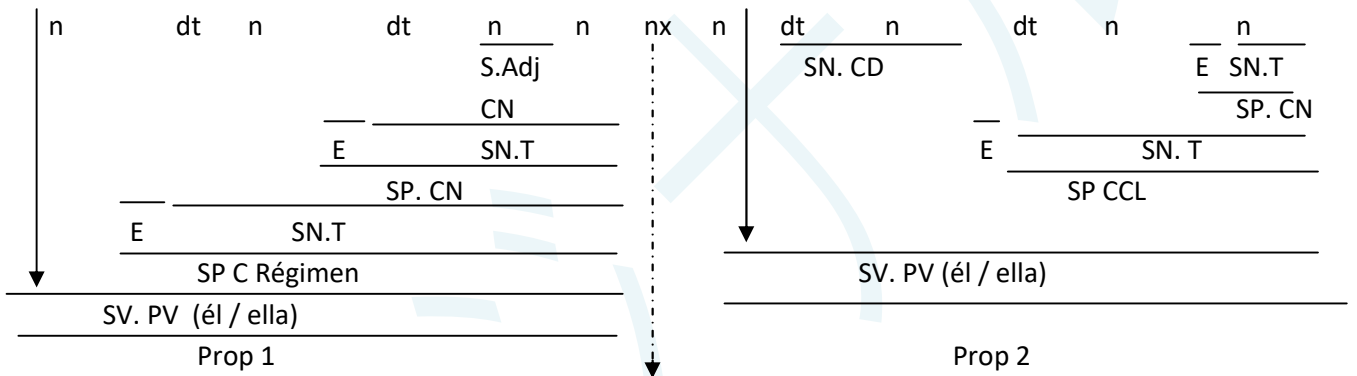 n dt n dt n n nx n dt n dt n n
S.Adj SN. CD E SN.T
CN SP. CN
E SN.T E SN. T
SP. CN SP CCL
E SN.T
SP C Régimen SV. PV (él / ella)
SV. PV (él / ella)
Prop 1 Prop 2